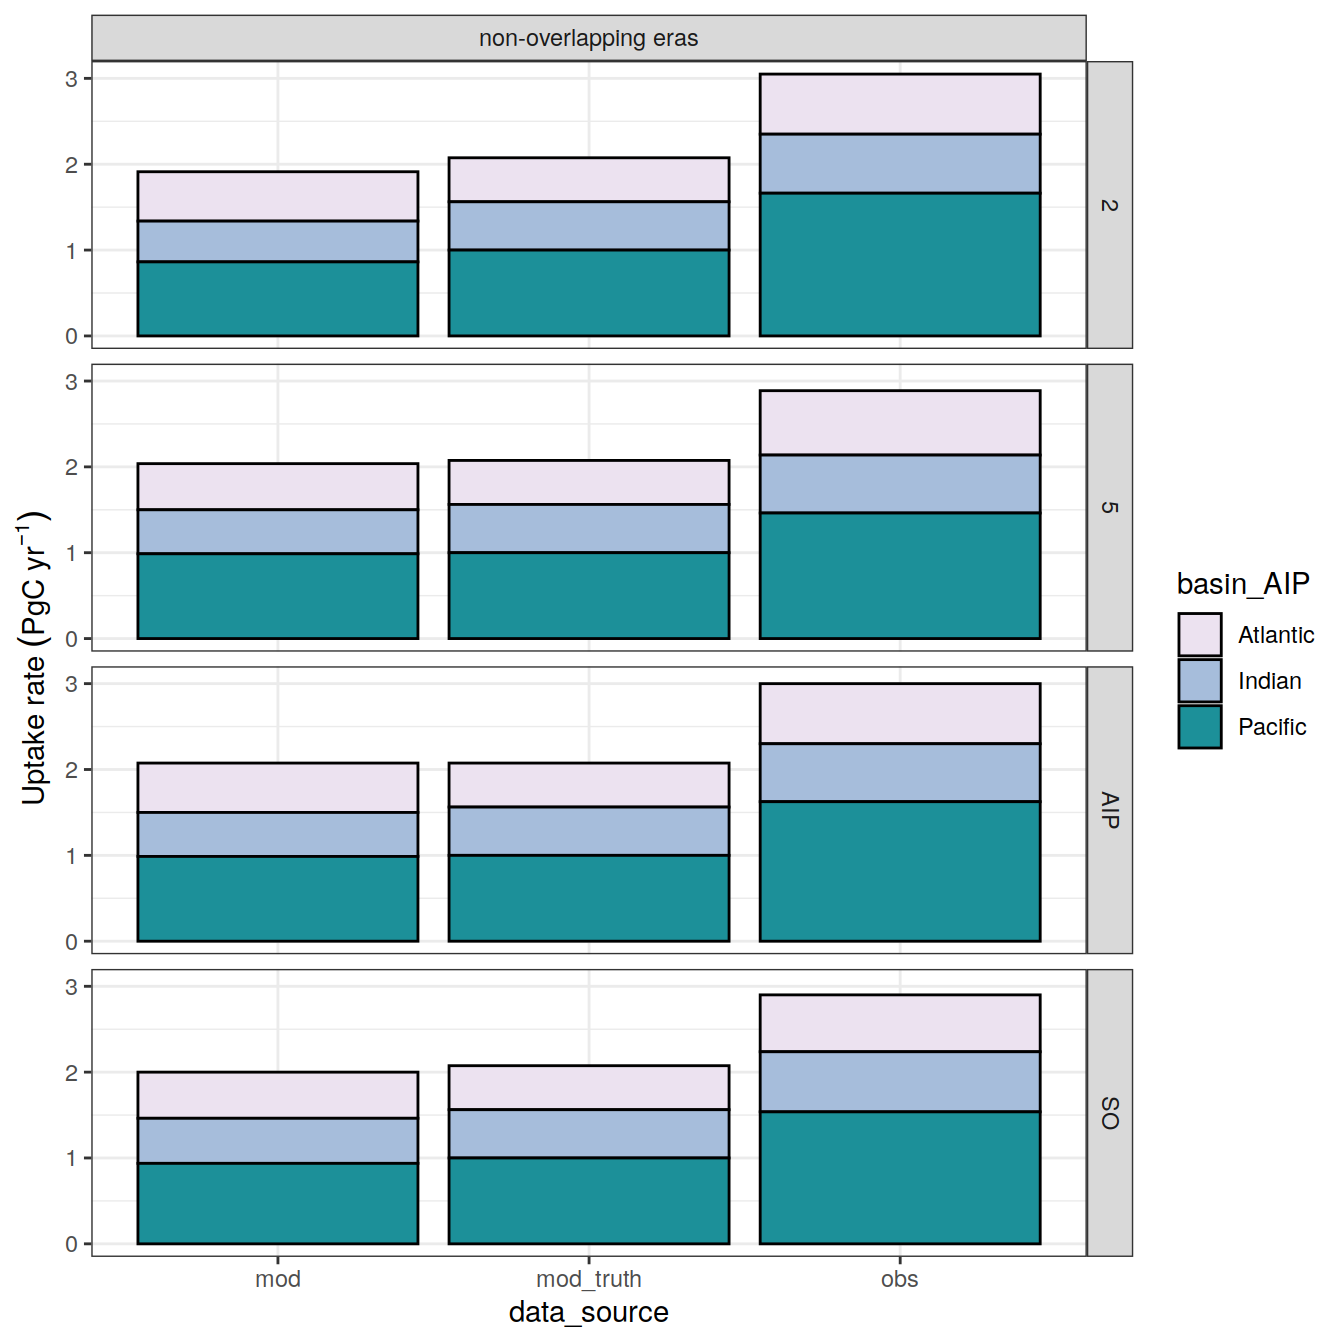 non-overlapping eras
3
2
1
0
2
3
2
1
0
5
3
2
1
0
AIP
3
2
1
0
SO
mod mod_truth obs
data_source
Uptake rate (PgC yr⁻¹)
basin_AIP
Atlantic
Indian
Pacific